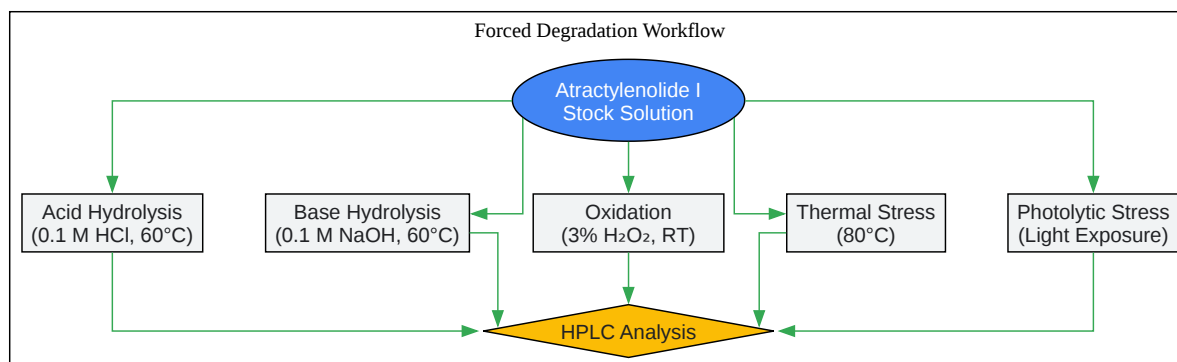 Forced Degradation Workflow
Atractylenolide I
Stock Solution
Acid Hydrolysis
(0.1 M HCl, 60°C)
Base Hydrolysis
(0.1 M NaOH, 60°C)
Oxidation
(3% H₂O₂, RT)
Thermal Stress
(80°C)
Photolytic Stress
(Light Exposure)
HPLC Analysis